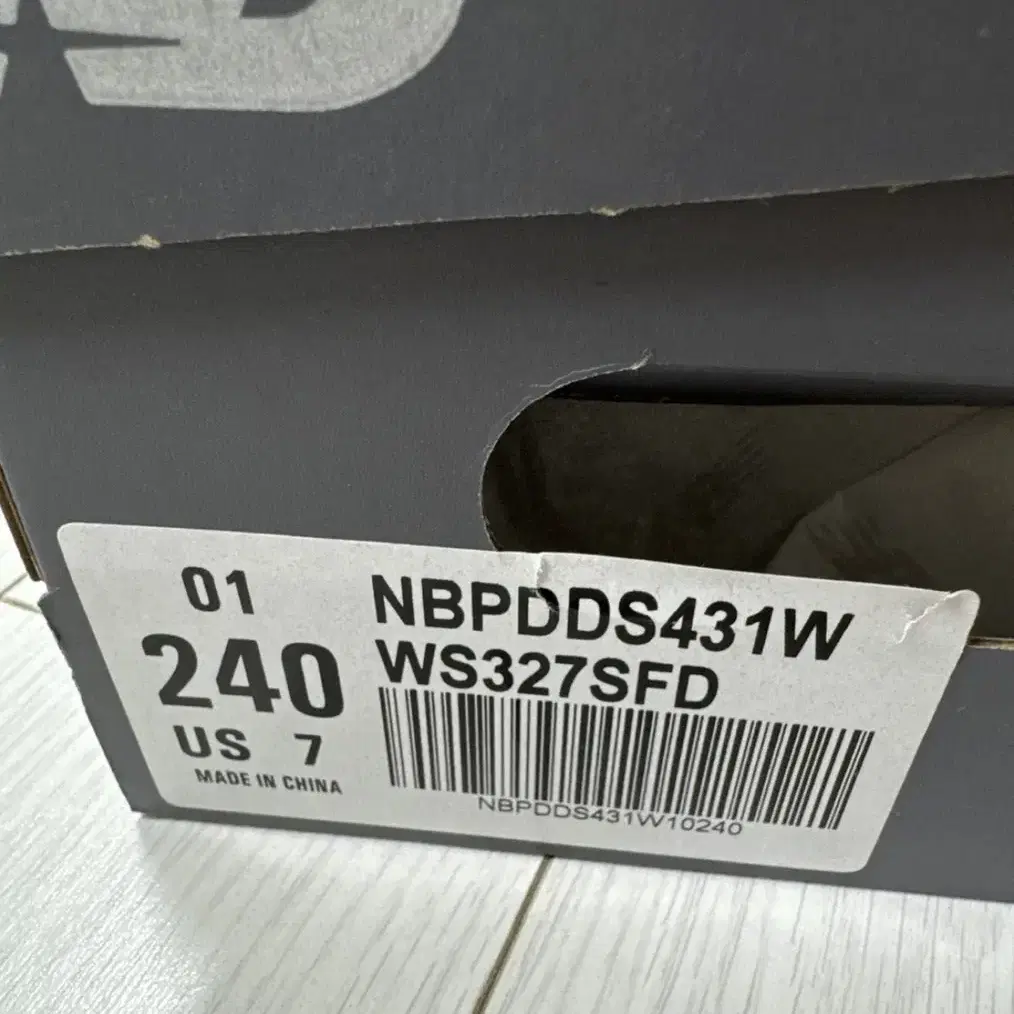 01
240
US 7
MADE IN CHINA
NBPDDS431W
WS327SFD
NBPDDS431W10240